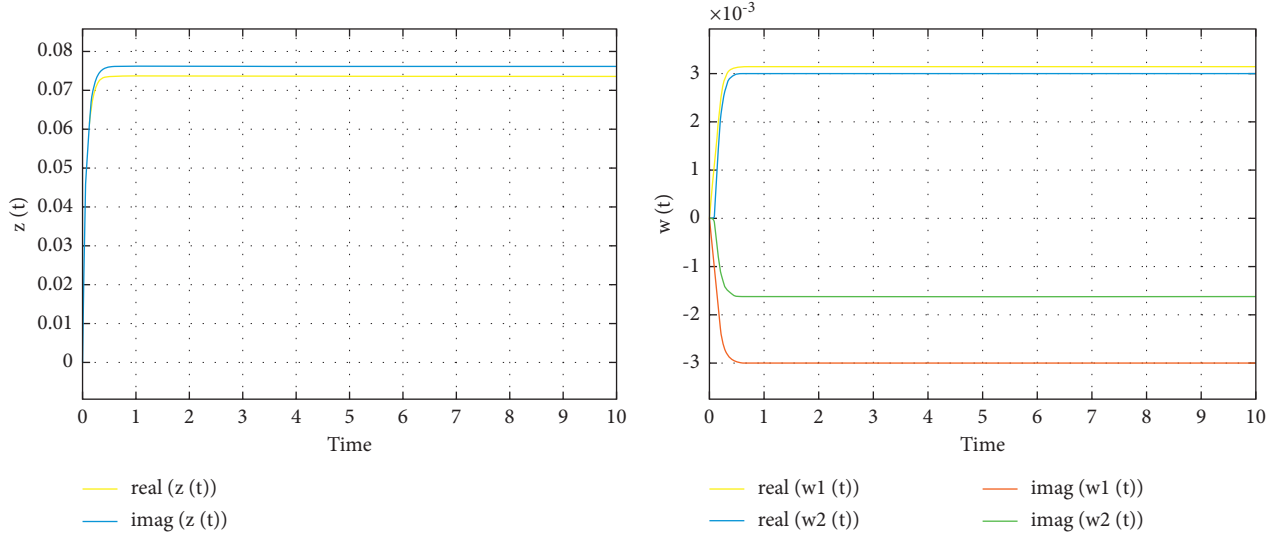 0.08
0.07
0.06
0.05
0.04
0.03
0.02
0.01
0
z (t)
0 1 2 3 4 5 6 7 8 9 10
Time
real (z (t))
imag (z (t))
×10-3
3
2
1
0
-1
-2
-3
w (t)
0 1 2 3 4 5 6 7 8 9 10
Time
real (w1 (t))
real (w2 (t))
imag (w1 (t))
imag (w2 (t))